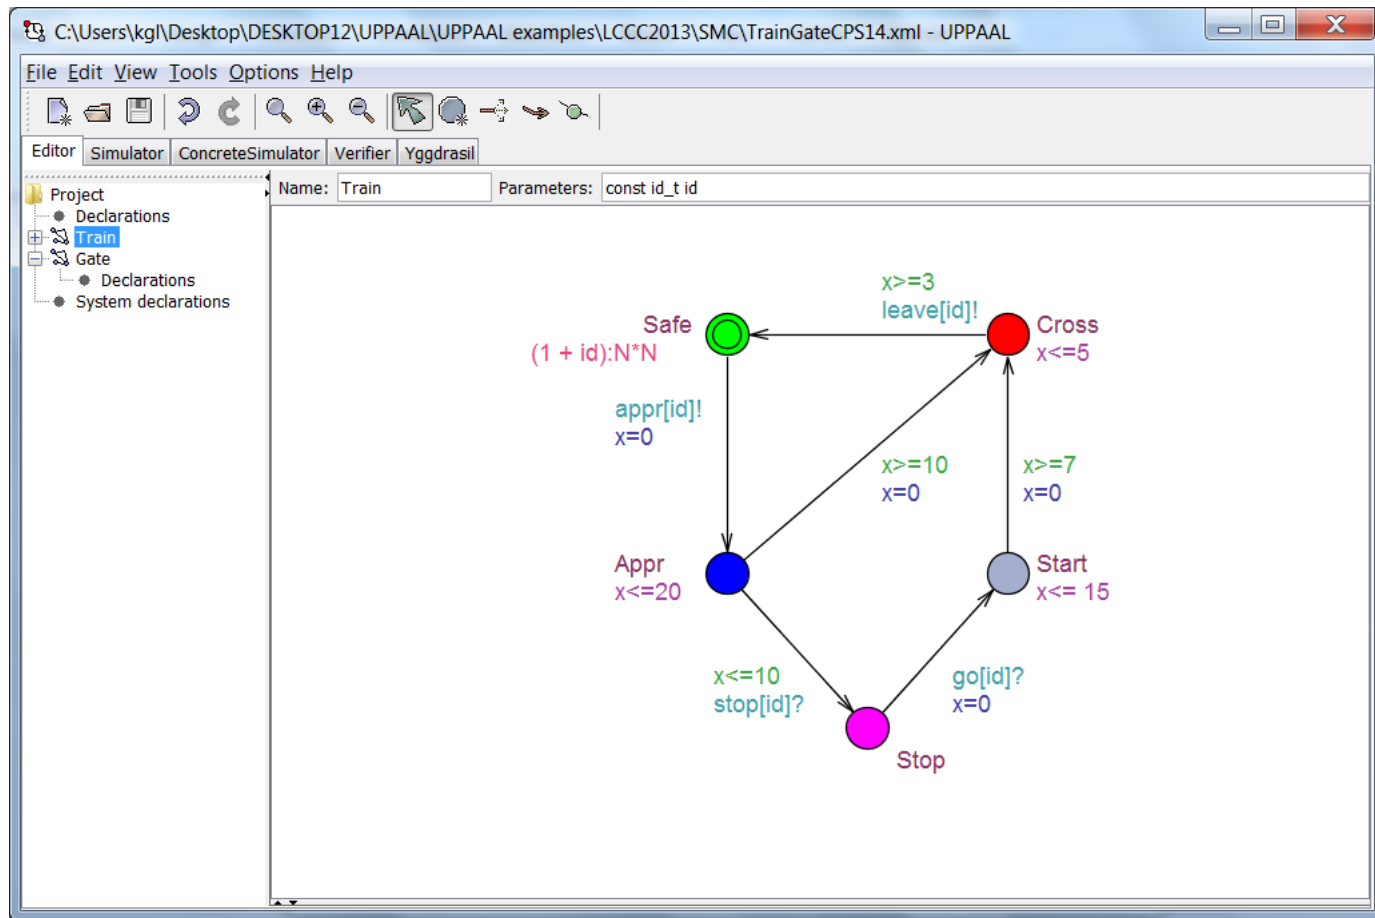 C:\Users\kgl\Desktop\DESKTOP12\UPPAAL\UPPAAL examples\LCCC2013\SMC\TrainGateCPS14.xml - UPPAAL
File Edit View Tools Options Help
Editor Simulator ConcreteSimulator Verifier Yggdrasil
Project
Declarations
Train
Gate
Declarations
System declarations
Name: Train Parameters: const id_t id
x>=3
leave[id]!
Safe
(1 + id):N*N
Cross
x<=5
appr[id]!
x=0
x>=10
x=0
x>=7
x=0
Appr
x<=20
Start
x<= 15
x<=10
stop[id]?
go[id]?
x=0
Stop